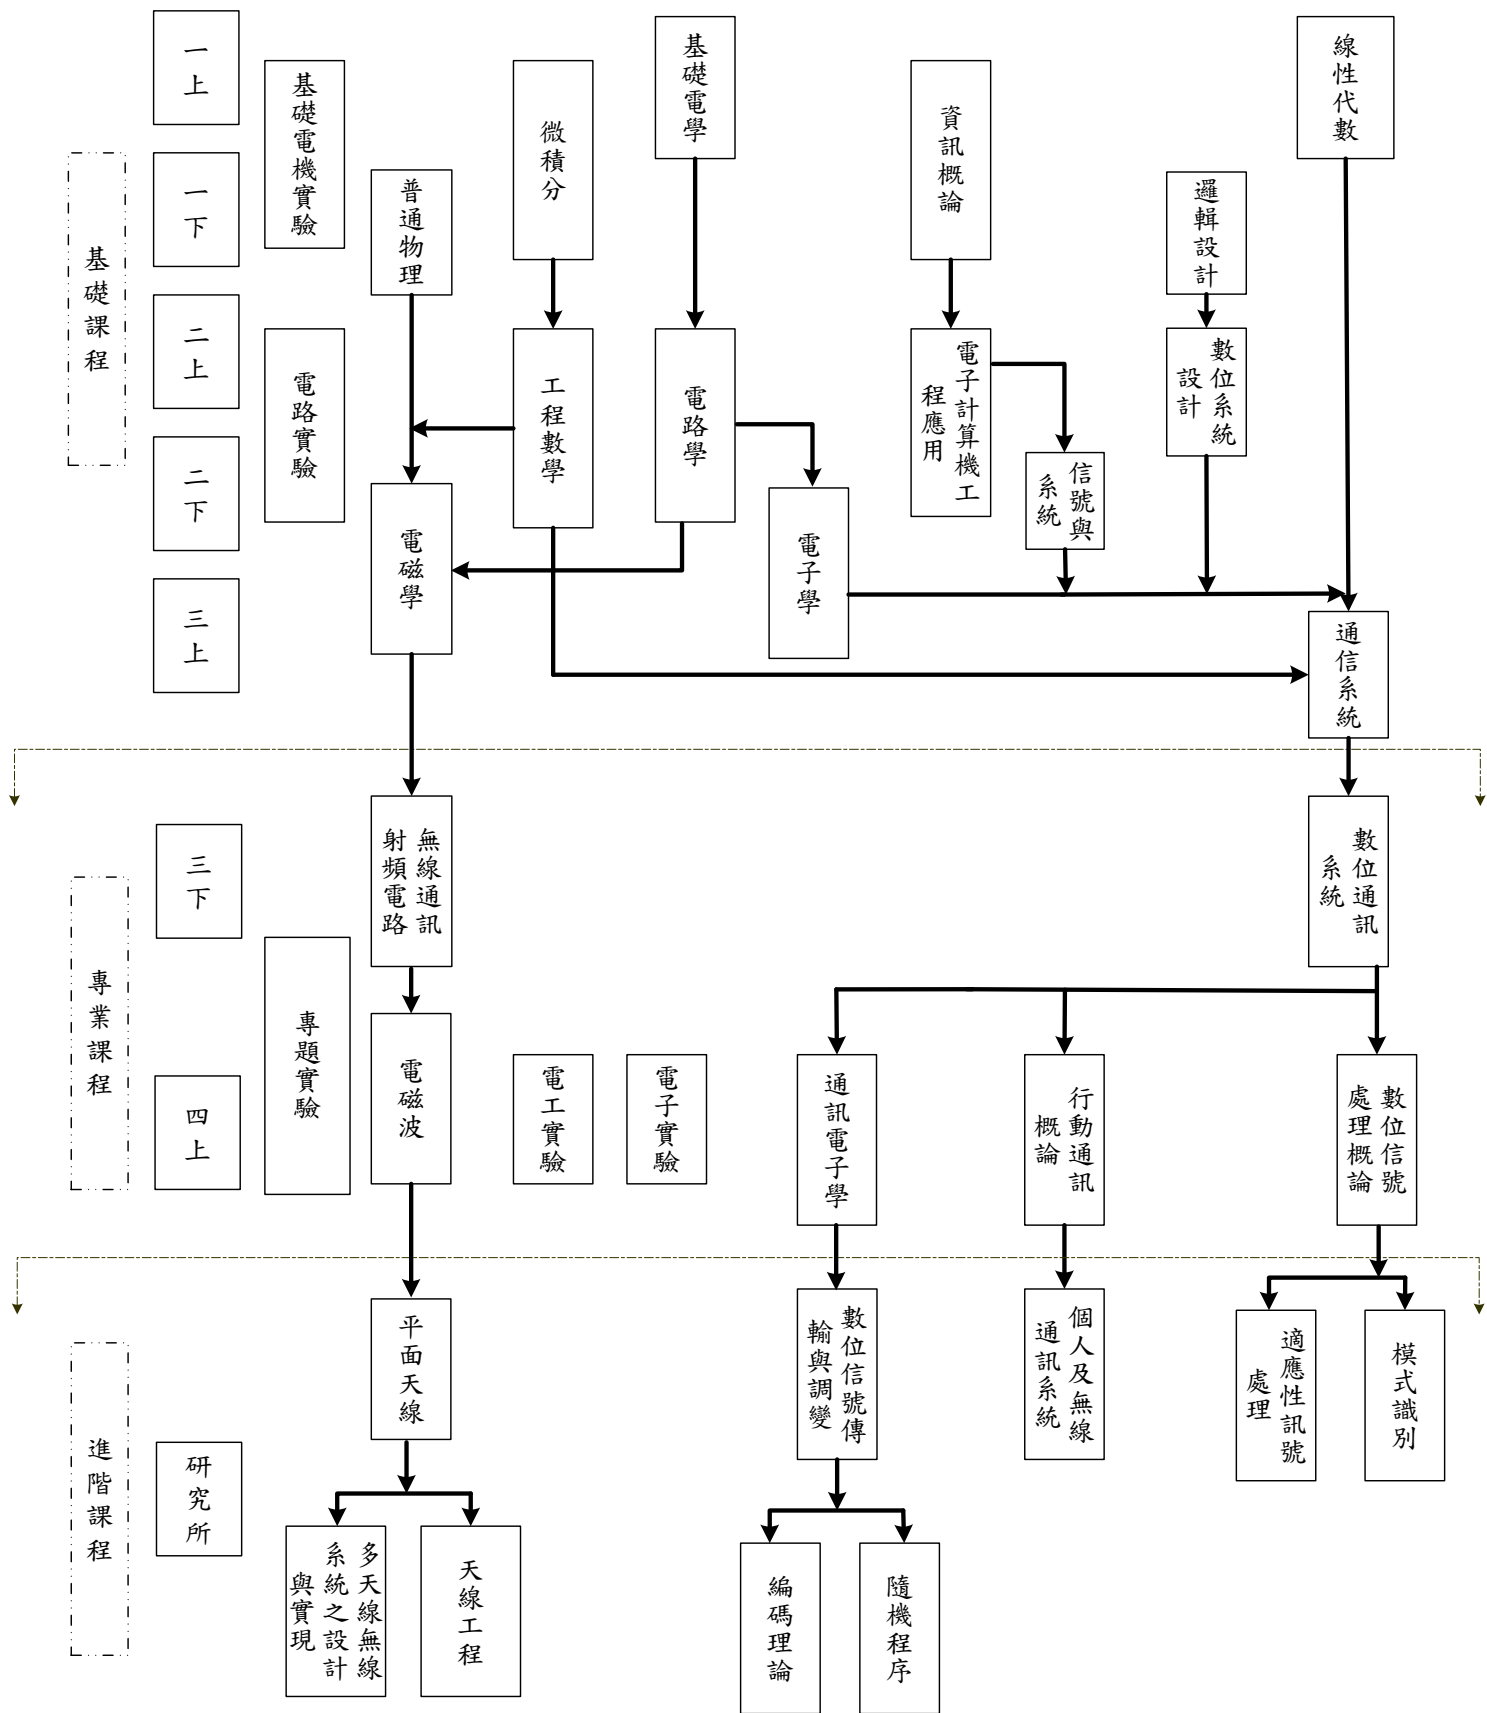 一上
一下
二上
二下
三上
基礎課程
基礎電機實驗
普通物理
微積分
基礎電學
資訊概論
邏輯設計
線性代數
電路實驗
工程數學
電路學
電子計算機工
程應用
數位系統
設計
信號與
系統
電磁學
電子學
通信系統
三下
四上
專業課程
專題實驗
無線通訊
射頻電路
電磁波
電工實驗
電子實驗
數位通訊
系統
通訊電子學
行動通訊
概論
數位信號
處理概論
進階課程
研究所
平面天線
多天線無線
系統之設計
與實現
天線工程
數位信號傳
輸與調變
編碼理論
隨機程序
個人及無線
通訊系統
適應性訊號
處理
模式識別